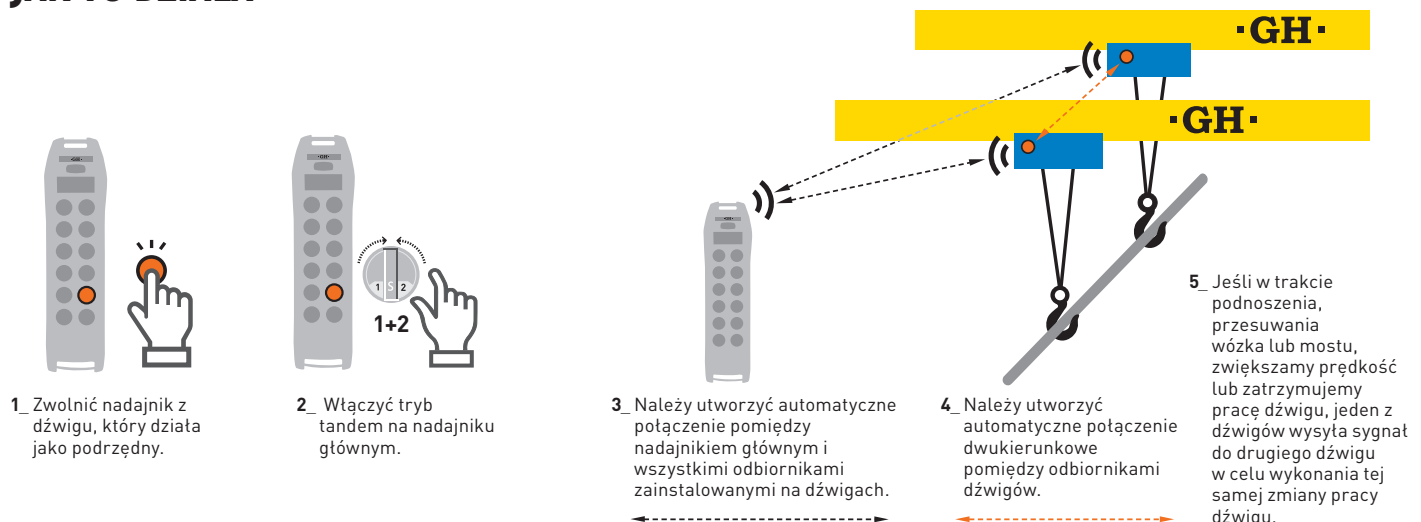 JAK TO DZIAŁA
·GH·
·GH·
·GH·
·GH·
·GH·
1 S 2
1+2
1_ Zwolnić nadajnik z
dźwigu, który działa
jako podrzędny.
2_ Włączyć tryb
tandem na nadajniku
głównym.
3_ Należy utworzyć automatyczne
połączenie pomiędzy
nadajnikiem głównym i
wszystkimi odbiornikami
zainstalowanymi na dźwigach.
4_ Należy utworzyć
automatyczne połączenie
dwukierunkowe
pomiędzy odbiornikami
dźwigów.
5_ Jeśli w trakcie
podnoszenia,
przesuwania
wózka lub mostu,
zwiększamy prędkość
lub zatrzymujemy
pracę dźwigu, jeden z
dźwigów wysyła sygnał
do drugiego dźwigu
w celu wykonania tej
samej zmiany pracy
dźwigu.